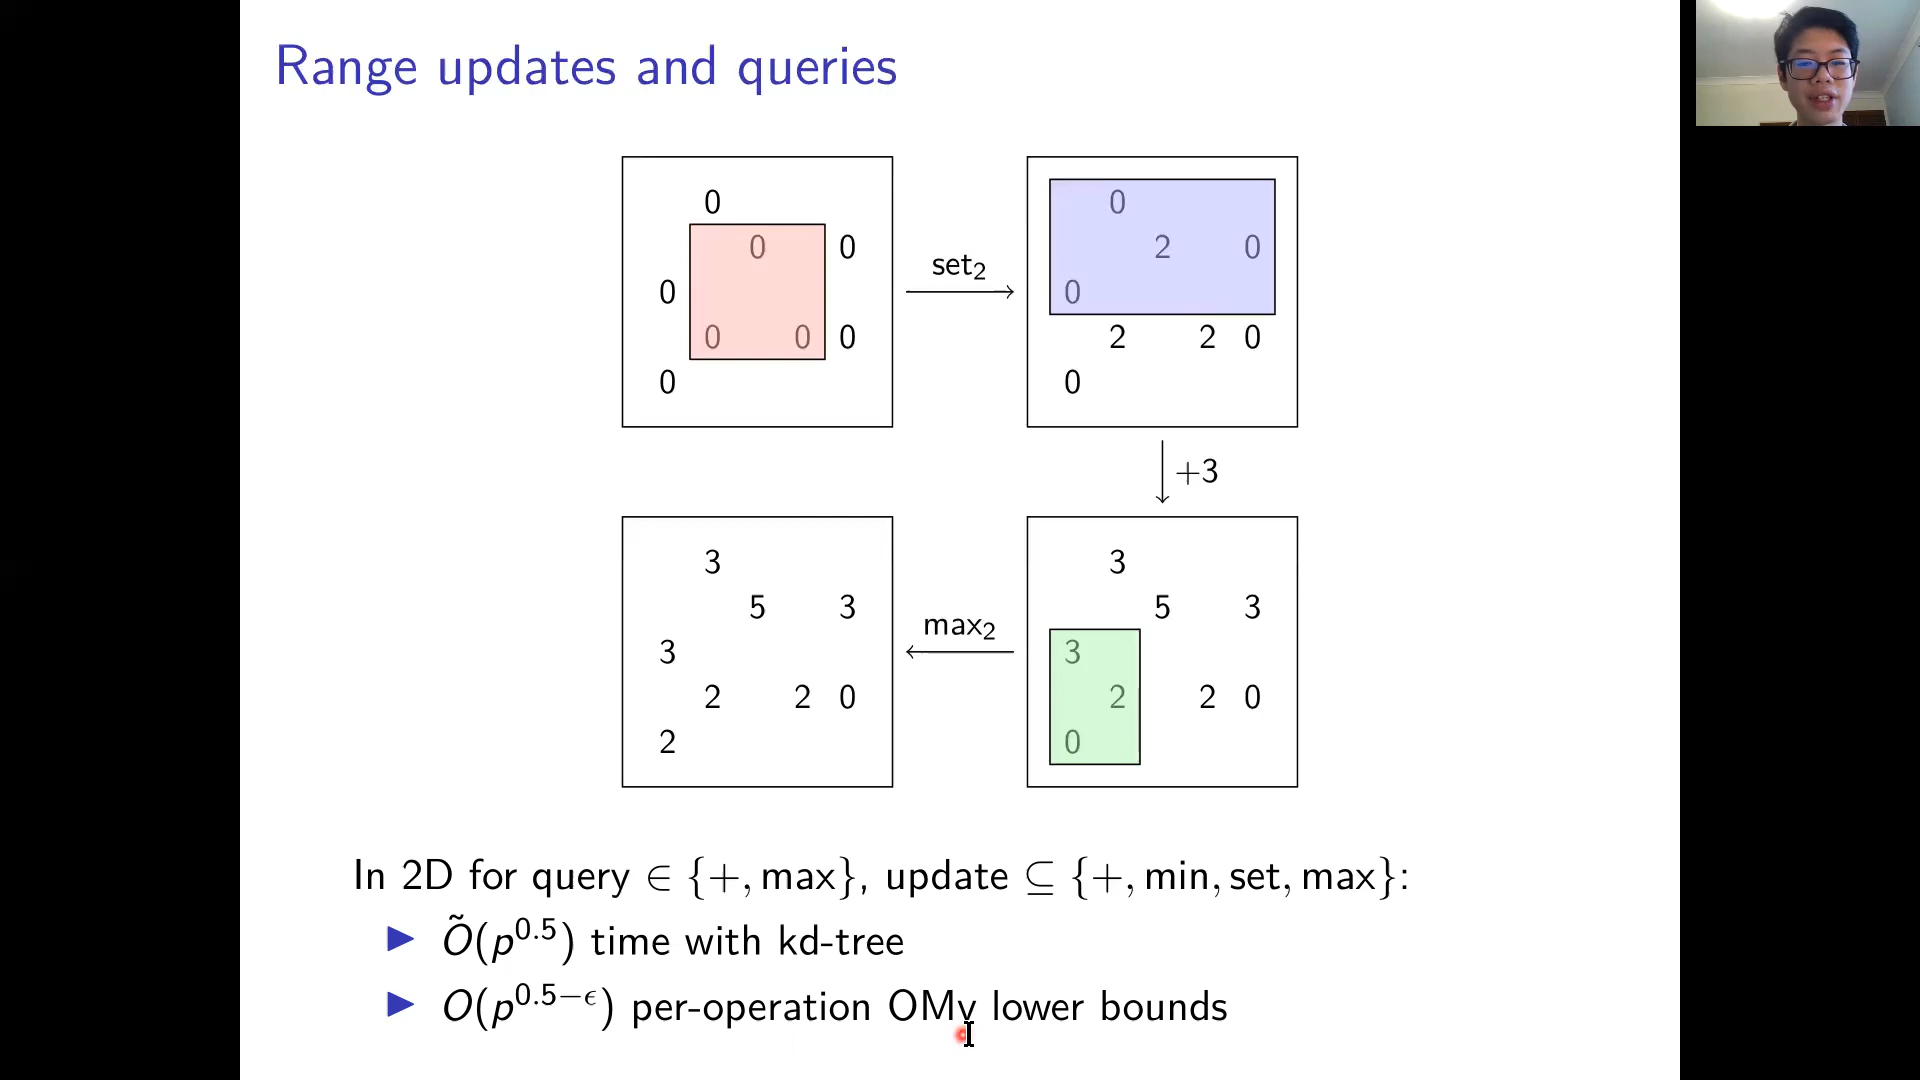 Range updates and queries
0
0 0
0
0 0 0
0
set₂
0
2 0
0
2 2 0
0
+3
3
5 3
3
2 2 0
0
max₂
3
5 3
3
2 2 0
2
In 2D for query ∈ {+, max}, update ⊆ {+, min, set, max}:
▶ Õ(p^0.5) time with kd-tree
▶ O(p^{0.5−ϵ}) per-operation OMv lower bounds